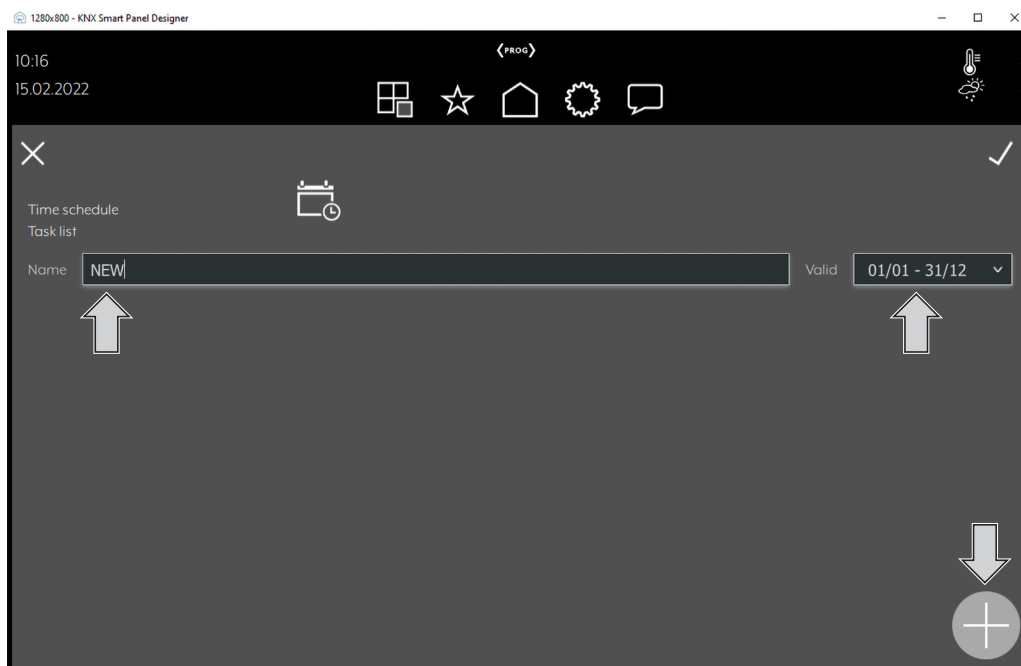 1280x800 - KNX Smart Panel Designer
10:16
‹PROG›
15.02.2022
Time schedule
Task list
Name NEW Valid 01/01 - 31/12